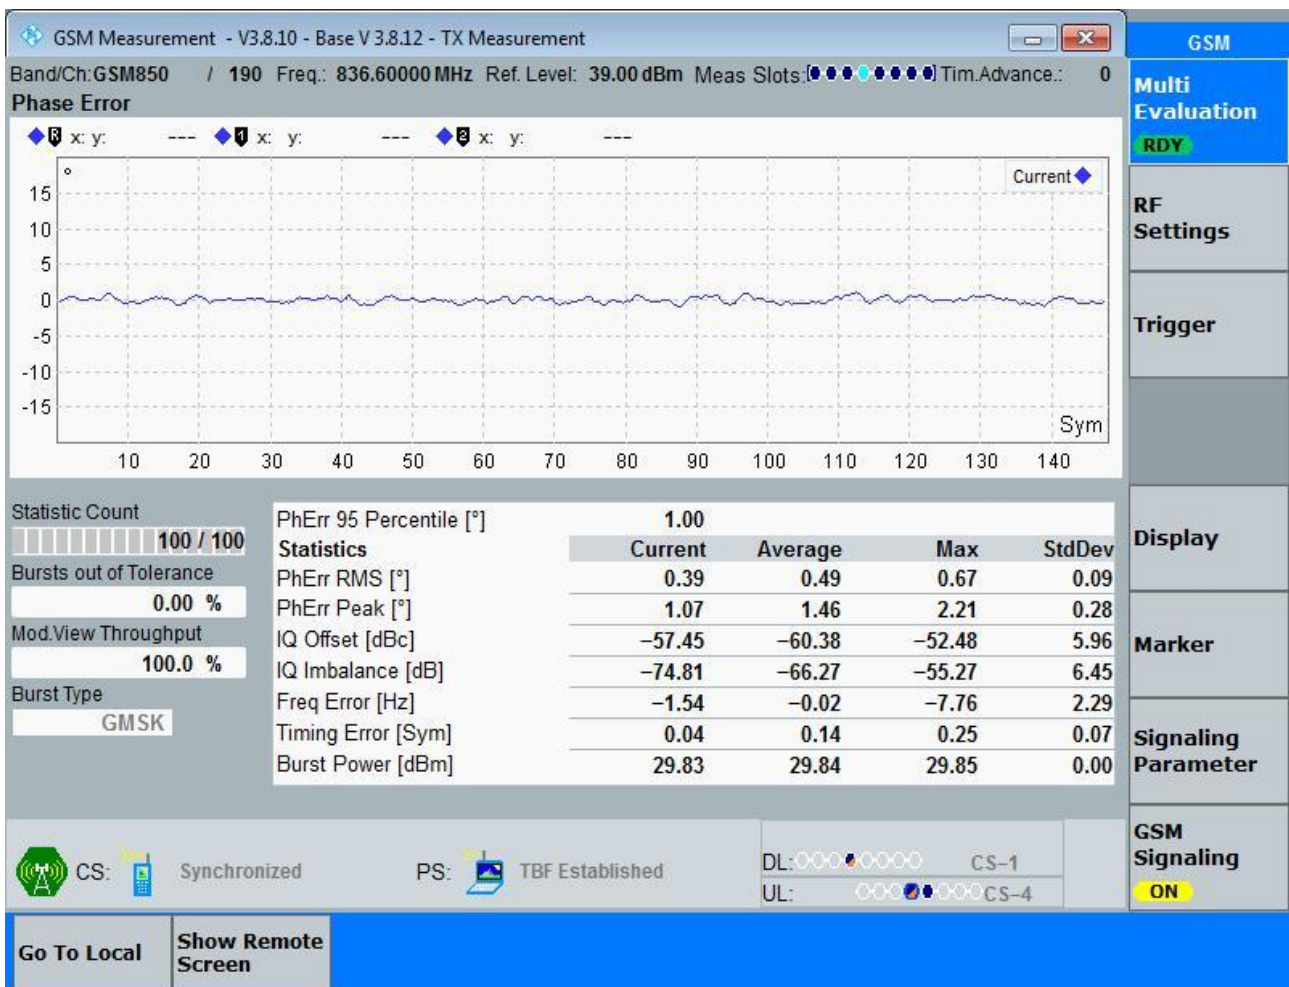 GSM Measurement - V3.8.10 - Base V 3.8.12 - TX Measurement
GSM
Band/Ch:GSM850 / 190 Freq.: 836.60000 MHz Ref. Level: 39.00 dBm Meas Slots: Tim.Advance.: 0
Phase Error
R x: y: --- 1 x: y: --- 2 x: y: ---
°
Current
15
10
5
0
-5
-10
-15
Sym
10 20 30 40 50 60 70 80 90 100 110 120 130 140
Multi
Evaluation
RDY
RF
Settings
Trigger
Display
Marker
Signaling
Parameter
GSM
Signaling
ON
Statistic Count
100 / 100
Bursts out of Tolerance
0.00 %
Mod.View Throughput
100.0 %
Burst Type
GMSK
PhErr 95 Percentile [°] 1.00
Statistics Current Average Max StdDev
PhErr RMS [°] 0.39 0.49 0.67 0.09
PhErr Peak [°] 1.07 1.46 2.21 0.28
IQ Offset [dBc] −57.45 −60.38 −52.48 5.96
IQ Imbalance [dB] −74.81 −66.27 −55.27 6.45
Freq Error [Hz] −1.54 −0.02 −7.76 2.29
Timing Error [Sym] 0.04 0.14 0.25 0.07
Burst Power [dBm] 29.83 29.84 29.85 0.00
CS: Synchronized PS: TBF Established
DL: CS−1
UL: CS−4
Go To Local
Show Remote
Screen